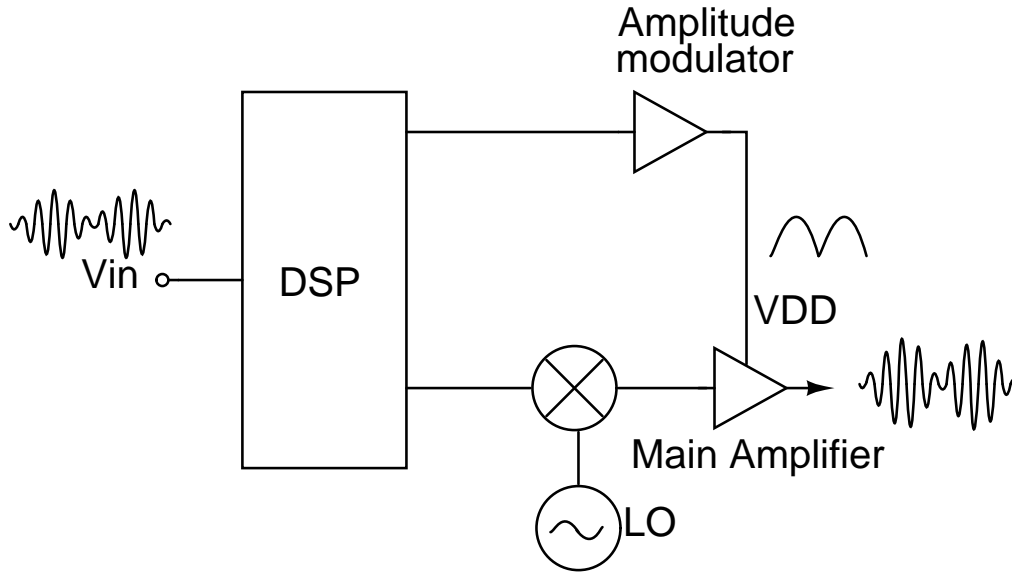 Amplitude
modulator
Vin
DSP
VDD
Main Amplifier
LO